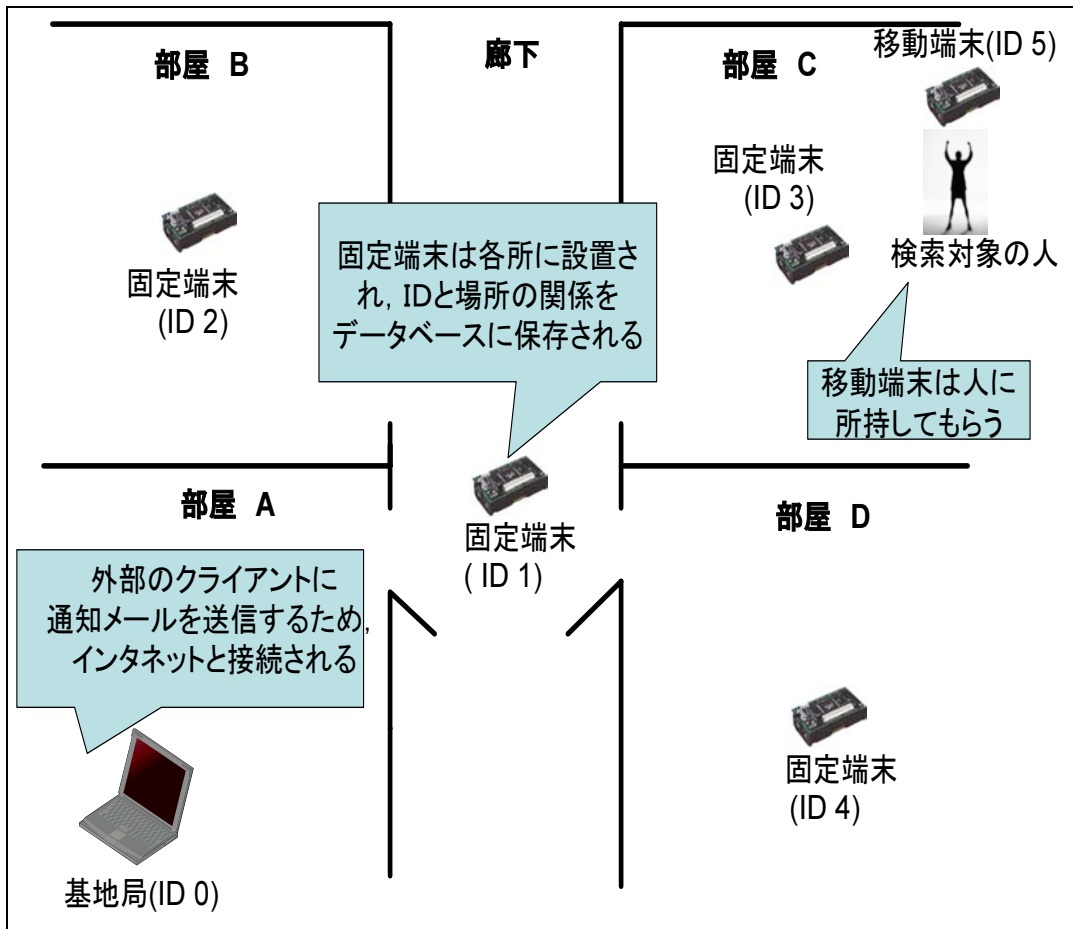 部屋 B
廊下
部屋 C
移動端末(ID 5)
固定端末
(ID 3)
検索対象の人
固定端末
(ID 2)
固定端末は各所に設置さ
れ, IDと場所の関係を
データベースに保存される
移動端末は人に
所持してもらう
部屋 A
固定端末
( ID 1)
部屋 D
外部のクライアントに
通知メールを送信するため,
インタネットと接続される
固定端末
(ID 4)
基地局(ID 0)